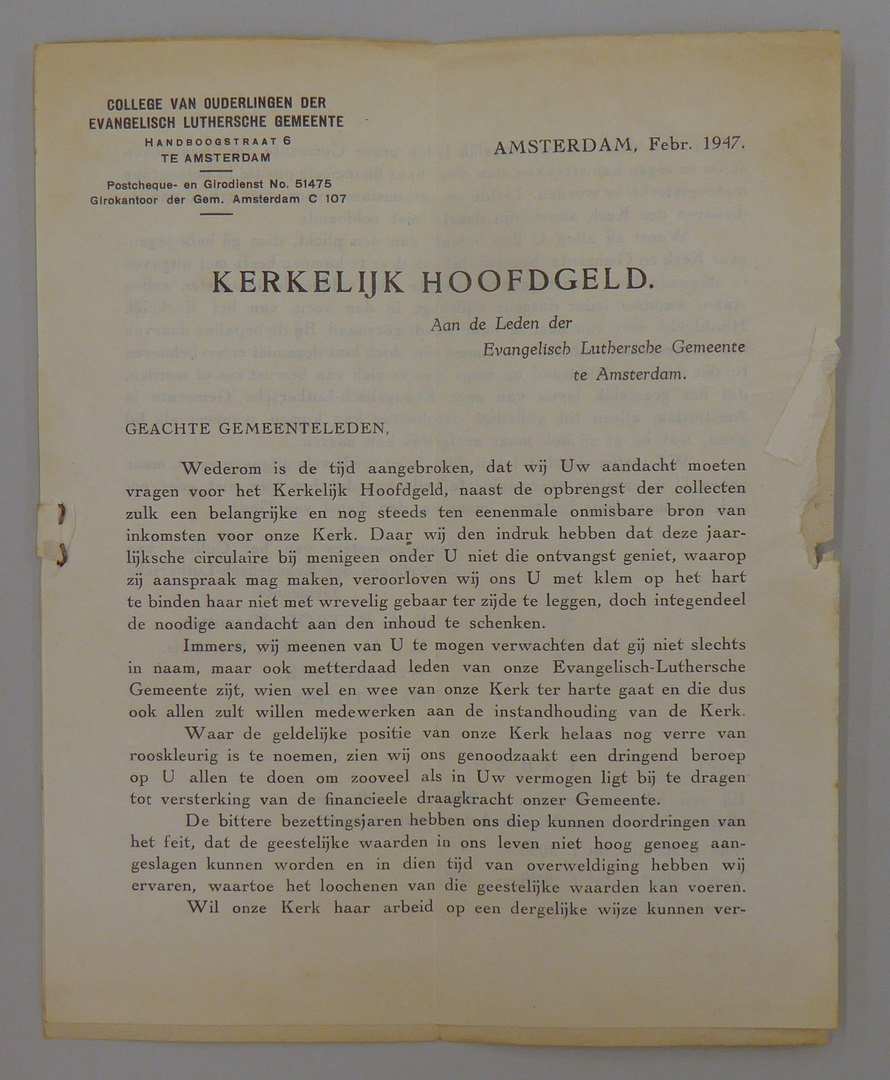 COLLEGE VAN OUDERLINGEN DER
EVANGELISCH LUTHERSCHE GEMEENTE
HANDBOOGSTRAAT 6
TE AMSTERDAM
Postcheque- en Girodienst No. 51475
Girokantoor der Gem. Amsterdam C 107
AMSTERDAM, Febr. 1947.
KERKELIJK HOOFDGELD.
Aan de Leden der
Evangelisch Luthersche Gemeente
te Amsterdam.
GEACHTE GEMEENTELEDEN,
Wederom is de tijd aangebroken, dat wij Uw aandacht moeten
vragen voor het Kerkelijk Hoofdgeld, naast de opbrengst der collecten
zulk een belangrijke en nog steeds ten eenenmale onmisbare bron van
inkomsten voor onze Kerk. Daar wij den indruk hebben dat deze jaar-
lijksche circulaire bij menigeen onder U niet die ontvangst geniet, waarop
zij aanspraak mag maken, veroorloven wij ons U met klem op het hart
te binden haar niet met wrevelig gebaar ter zijde te leggen, doch integendeel
de noodige aandacht aan den inhoud te schenken.
Immers, wij meenen van U te mogen verwachten dat gij niet slechts
in naam, maar ook metterdaad leden van onze Evangelisch-Luthersche
Gemeente zijt, wien wel en wee van onze Kerk ter harte gaat en die dus
ook allen zult willen medewerken aan de instandhouding van de Kerk.
Waar de geldelijke positie van onze Kerk helaas nog verre van
rooskleurig is te noemen, zien wij ons genoodzaakt een dringend beroep
op U allen te doen om zooveel als in Uw vermogen ligt bij te dragen
tot versterking van de financieele draagkracht onzer Gemeente.
De bittere bezettingsjaren hebben ons diep kunnen doordringen van
het feit, dat de geestelijke waarden in ons leven niet hoog genoeg aan-
geslagen kunnen worden en in dien tijd van overweldiging hebben wij
ervaren, waartoe het loochenen van die geestelijke waarden kan voeren.
Wil onze Kerk haar arbeid op een dergelijke wijze kunnen ver-